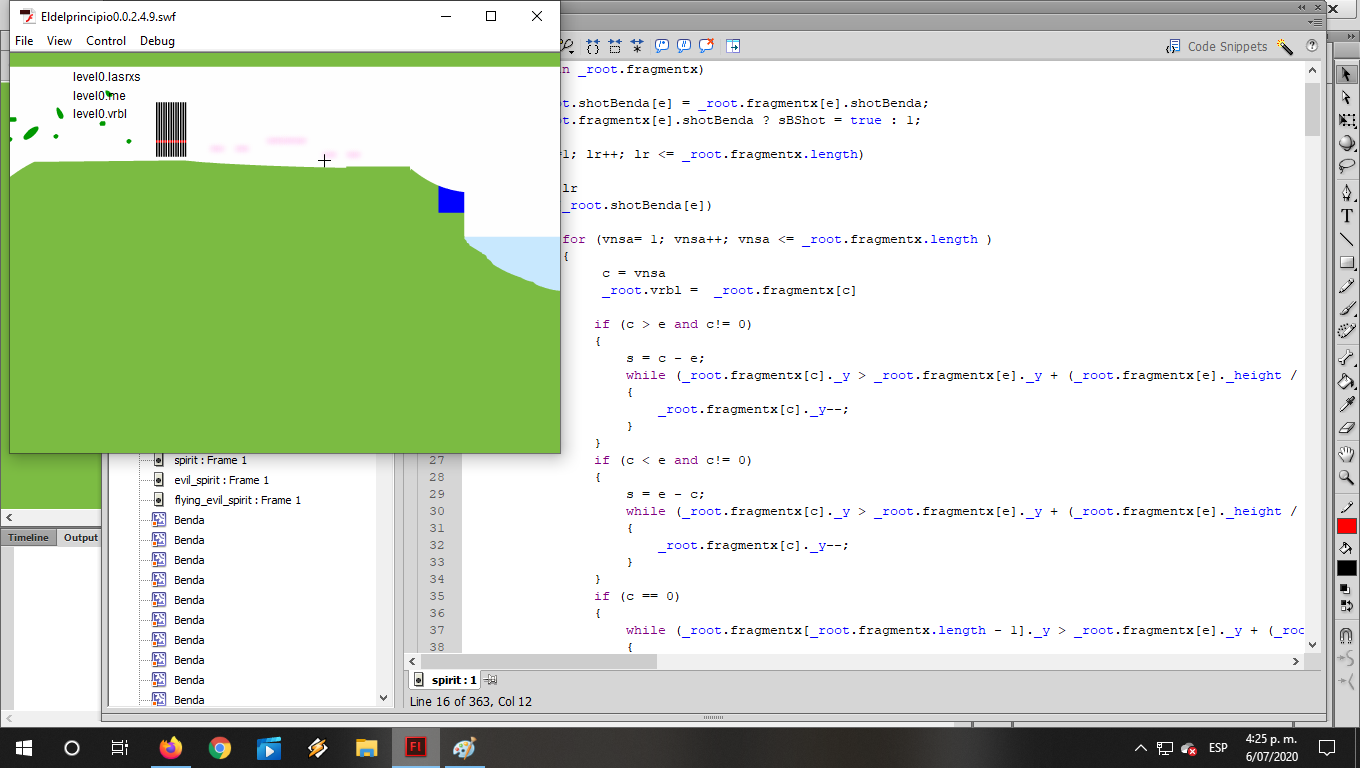 Eldelprincipio0.0.2.4.9.swf
File View Control Debug
level0.lasrxs
level0.me
level0.vrbl
Code Snippets
n _root.fragmentx)
t.shotBenda[e] = _root.fragmentx[e].shotBenda;
t.fragmentx[e].shotBenda ? sBShot = true : 1;
=1; lr++; lr <= _root.fragmentx.length)
lr
_root.shotBenda[e])
for (vnsa= 1; vnsa++; vnsa <= _root.fragmentx.length )
{
c = vnsa
_root.vrbl =  _root.fragmentx[c]
if (c > e and c!= 0)
{
s = c - e;
while (_root.fragmentx[c]._y > _root.fragmentx[e]._y + (_root.fragmentx[e]._height /
{
_root.fragmentx[c]._y--;
}
}
27 if (c < e and c!= 0)
28 {
29 s = e - c;
30 while (_root.fragmentx[c]._y > _root.fragmentx[e]._y + (_root.fragmentx[e]._height /
31 {
32 _root.fragmentx[c]._y--;
33 }
34 }
35 if (c == 0)
36 {
37 while (_root.fragmentx[_root.fragmentx.length - 1]._y > _root.fragmentx[e]._y + (_roo
38 {
spirit : Frame 1
evil_spirit : Frame 1
flying_evil_spirit : Frame 1
Benda
Benda
Benda
Benda
Benda
Benda
Benda
Benda
Benda
Benda
Timeline Output
spirit : 1
Line 16 of 363, Col 12
Fl
ESP
4:25 p. m.
6/07/2020